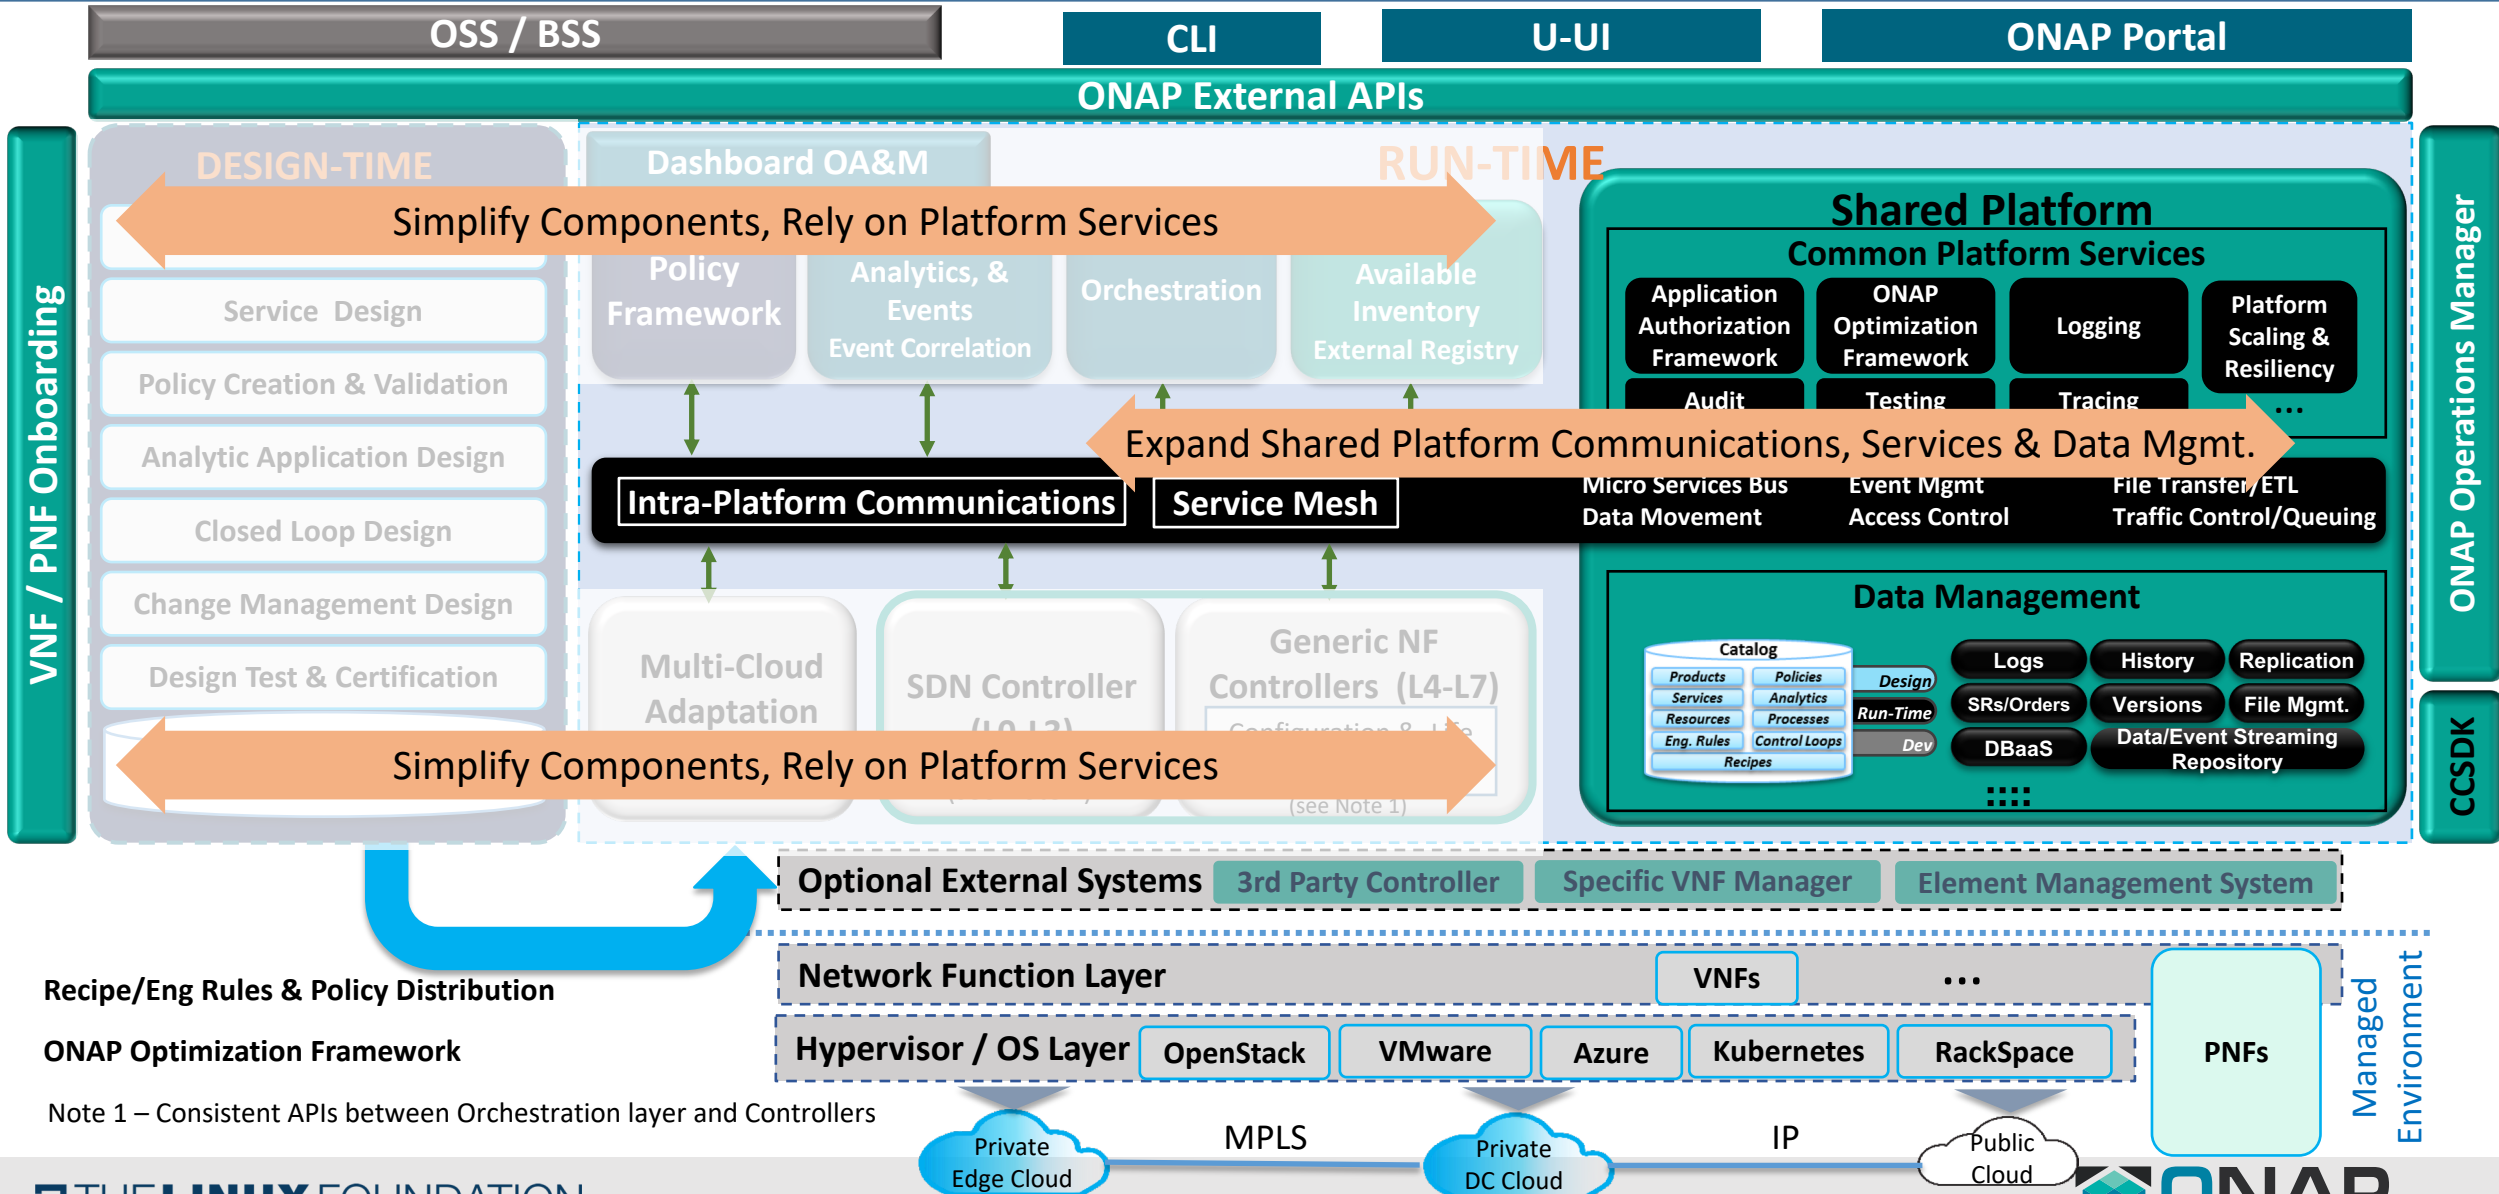 OSS / BSS
CLI
U-UI
ONAP Portal
ONAP External APIs
VNF / PNF Onboarding
DESIGN-TIME
Service Design
Policy Creation & Validation
Analytic Application Design
Closed Loop Design
Change Management Design
Design Test & Certification
Dashboard OA&M
RUN-TIME
Simplify Components, Rely on Platform Services
Policy
Framework
Analytics, &
Events
Event Correlation
Orchestration
Available
Inventory
External Registry
Shared Platform
Common Platform Services
Application
Authorization
Framework
ONAP
Optimization
Framework
Logging
Platform
Scaling &
Resiliency
Audit
Testing
Tracing
...
Expand Shared Platform Communications, Services & Data Mgmt.
Intra-Platform Communications
Service Mesh
Micro Services Bus
Data Movement
Event Mgmt
Access Control
File Transfer/ETL
Traffic Control/Queuing
Multi-Cloud
Adaptation
SDN Controller
(L0-L3)
Generic NF
Controllers (L4-L7)
Configuration & Life
(see Note 1)
Simplify Components, Rely on Platform Services
Data Management
Catalog
Products
Policies
Services
Analytics
Resources
Processes
Eng. Rules
Control Loops
Recipes
Design
Run-Time
Dev
Logs
History
Replication
SRs/Orders
Versions
File Mgmt.
DBaaS
Data/Event Streaming
Repository
ONAP Operations Manager
CCSDK
Optional External Systems
3rd Party Controller
Specific VNF Manager
Element Management System
Recipe/Eng Rules & Policy Distribution
ONAP Optimization Framework
Note 1 – Consistent APIs between Orchestration layer and Controllers
Network Function Layer
VNFs
...
Hypervisor / OS Layer
OpenStack
VMware
Azure
Kubernetes
RackSpace
PNFs
Managed
Environment
Private
Edge Cloud
MPLS
Private
DC Cloud
IP
Public
Cloud
THE LINUX FOUNDATION
ONAP